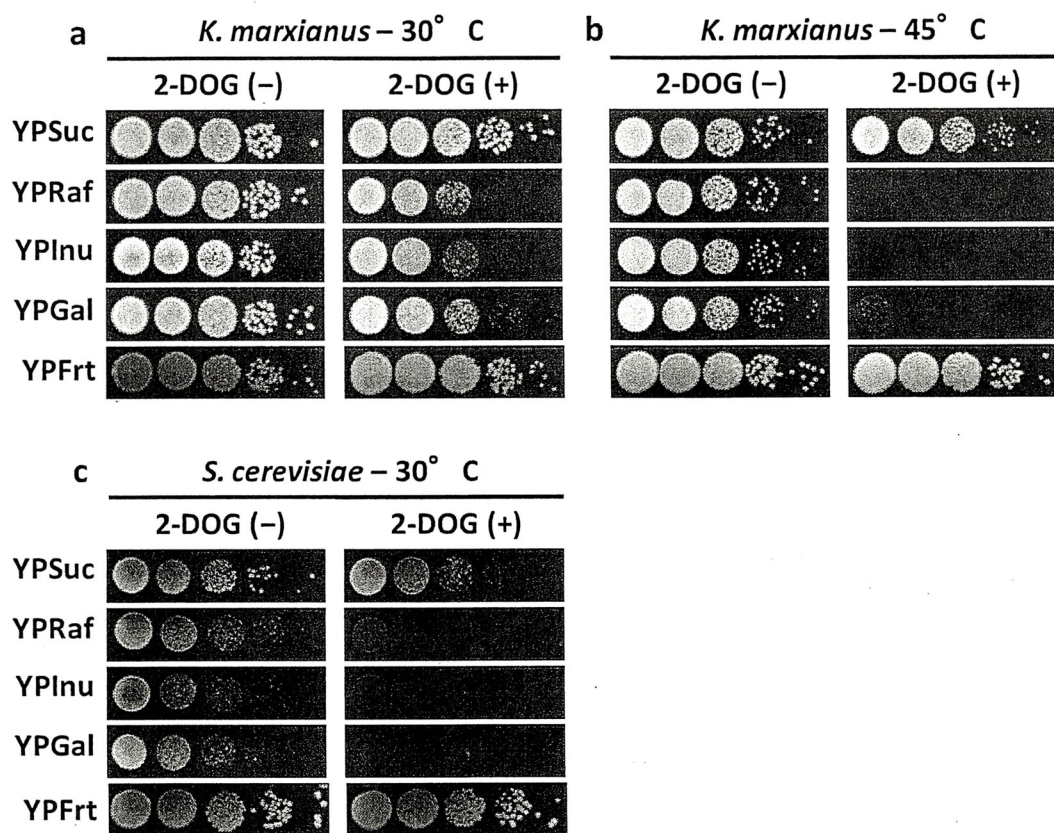 a K. marxianus – 30° C
2-DOG (–) 2-DOG (+)
YPSuc
YPRaf
YPInu
YPGal
YPFrt
b K. marxianus – 45° C
2-DOG (–) 2-DOG (+)
c S. cerevisiae – 30° C
2-DOG (–) 2-DOG (+)
YPSuc
YPRaf
YPInu
YPGal
YPFrt